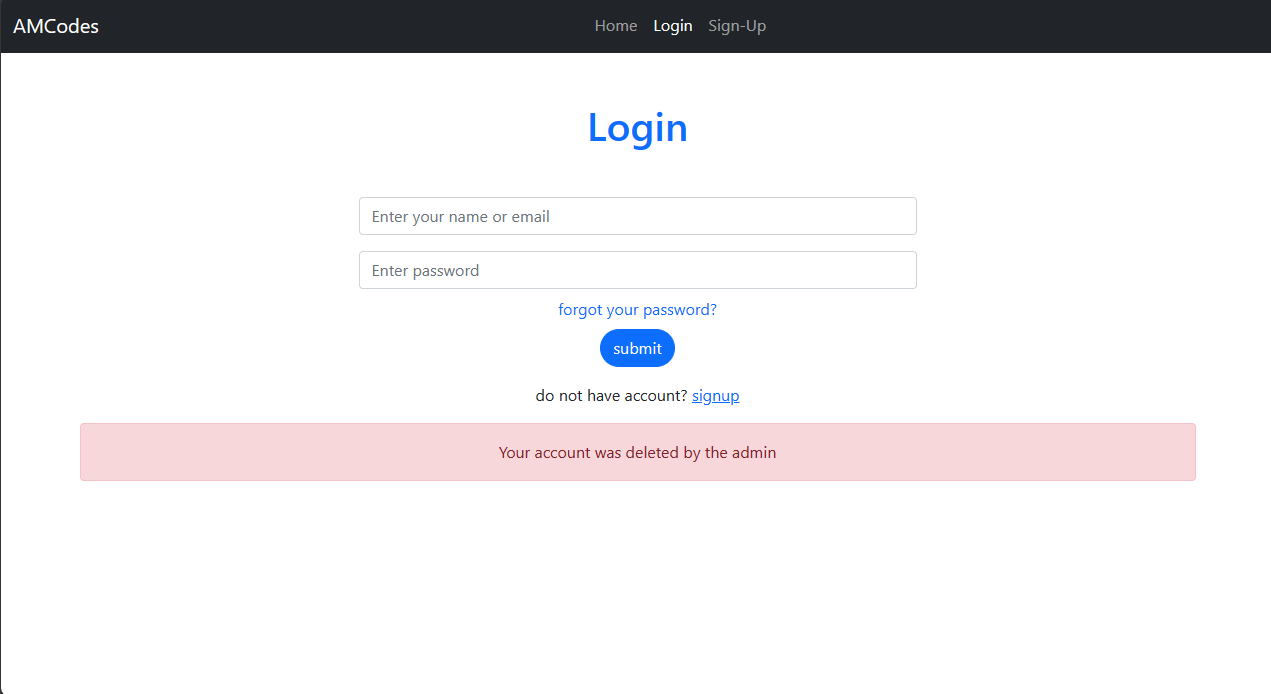 AMCodes Home Login Sign-Up
Login
Enter your name or email
Enter password
forgot your password?
submit
do not have account? signup
Your account was deleted by the admin